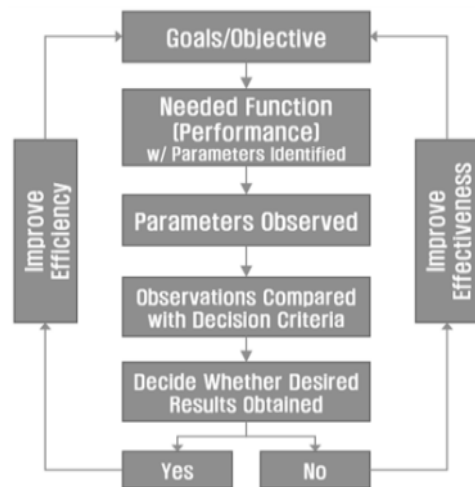 Goals/Objective
Needed Function
(Performance)
w/ Parameters Identified
Parameters Observed
Observations Compared
with Decision Criteria
Decide Whether Desired
Results Obtained
Yes
No
Improve
Efficiency
Improve
Effectiveness